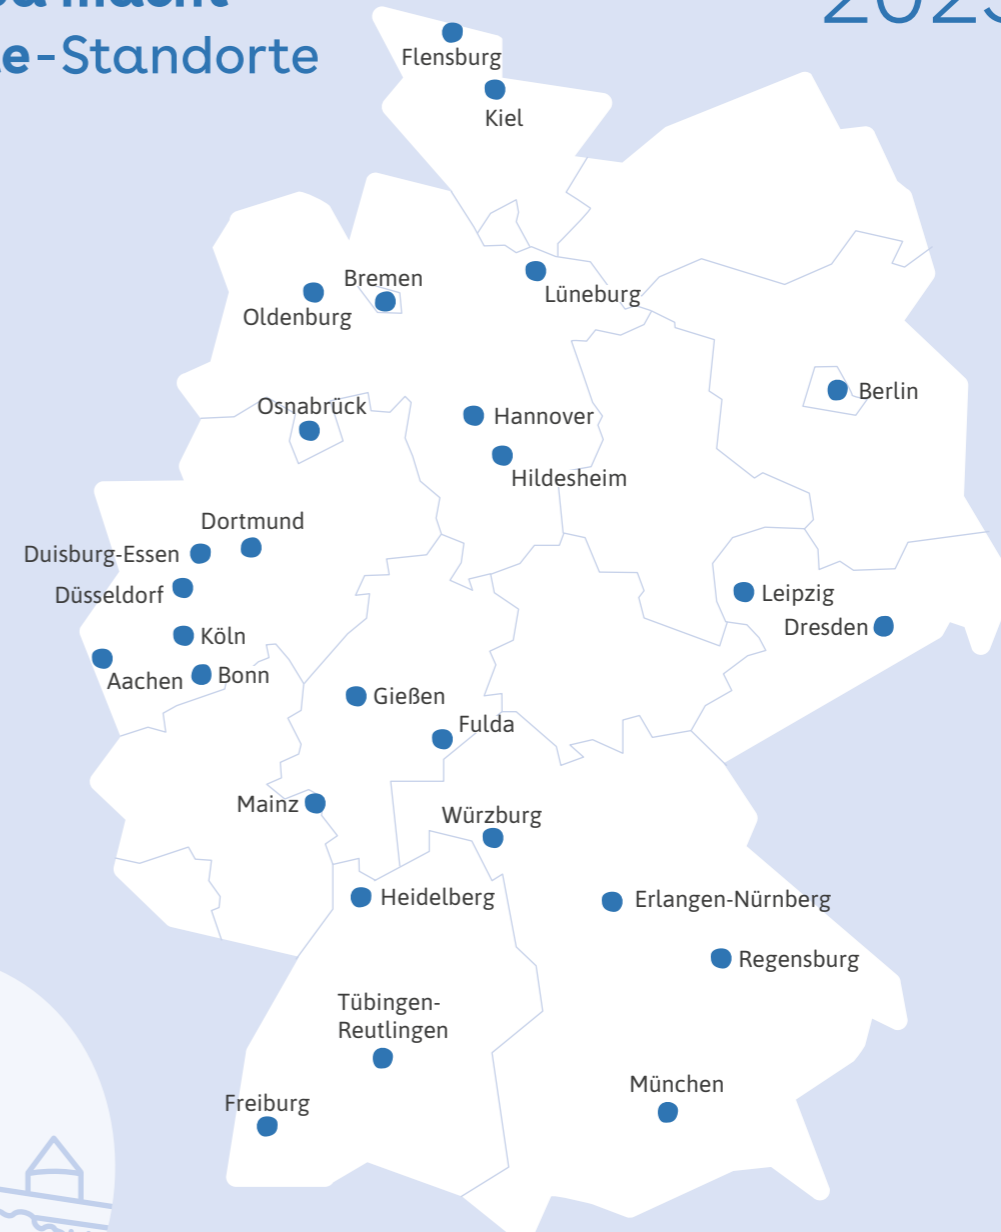 macht
e-Standorte
Flensburg
Kiel
Bremen
Lüneburg
Oldenburg
Berlin
Osnabrück
Hannover
Hildesheim
Dortmund
Duisburg-Essen
Düsseldorf
Leipzig
Dresden
Köln
Aachen
Bonn
Gießen
Fulda
Mainz
Würzburg
Heidelberg
Erlangen-Nürnberg
Regensburg
Tübingen-
Reutlingen
München
Freiburg